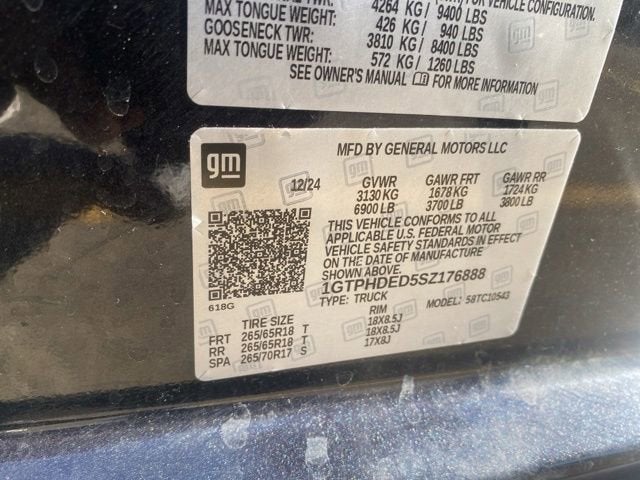 MAX TONGUE WEIGHT: 4264 KG / 9400 LBS
426 KG / 940 LBS
GOOSENECK TWR: 3810 KG / 8400 LBS
MAX TONGUE WEIGHT: 572 KG / 1260 LBS
SEE OWNER'S MANUAL gm FOR MORE INFORMATION
gm
MFD BY GENERAL MOTORS LLC
12/24 GVWR GAWR FRT GAWR RR
3130 KG 1678 KG 1724 KG
6900 LB 3700 LB 3800 LB
THIS VEHICLE CONFORMS TO ALL
APPLICABLE U.S. FEDERAL MOTOR
VEHICLE SAFETY STANDARDS IN EFFECT
ON THE DATE OF MANUFACTURE
SHOWN ABOVE.
1GTPHDED5SZ176888
TYPE: TRUCK MODEL: 58TC10543
618G
TIRE SIZE RIM
FRT 265/65R18 T 18X8.5J
RR 265/65R18 T 18X8.5J
SPA 265/70R17 S 17X8J